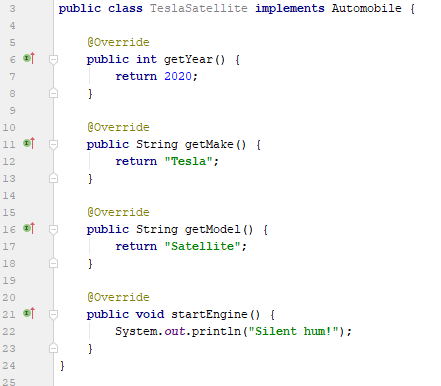 3 public class TeslaSatellite implements Automobile {
4
5     @Override
6     public int getYear() {
7         return 2020;
8     }
9
10     @Override
11     public String getMake() {
12         return "Tesla";
13     }
14
15     @Override
16     public String getModel() {
17         return "Satellite";
18     }
19
20     @Override
21     public void startEngine() {
22         System.out.println("Silent hum!");
23     }
24 }
25